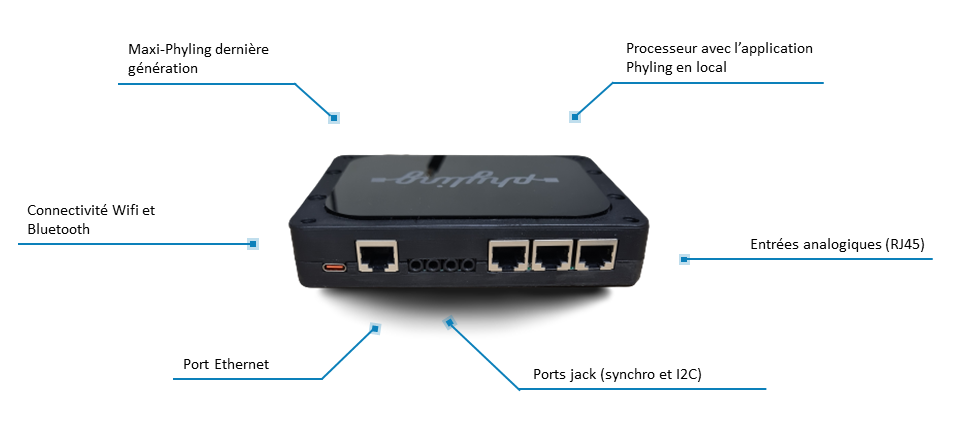 Maxi-Phyling dernière
génération
Processeur avec l’application
Phyling en local
phyling
Connectivité Wifi et
Bluetooth
Entrées analogiques (RJ45)
Port Ethernet
Ports jack (synchro et I2C)